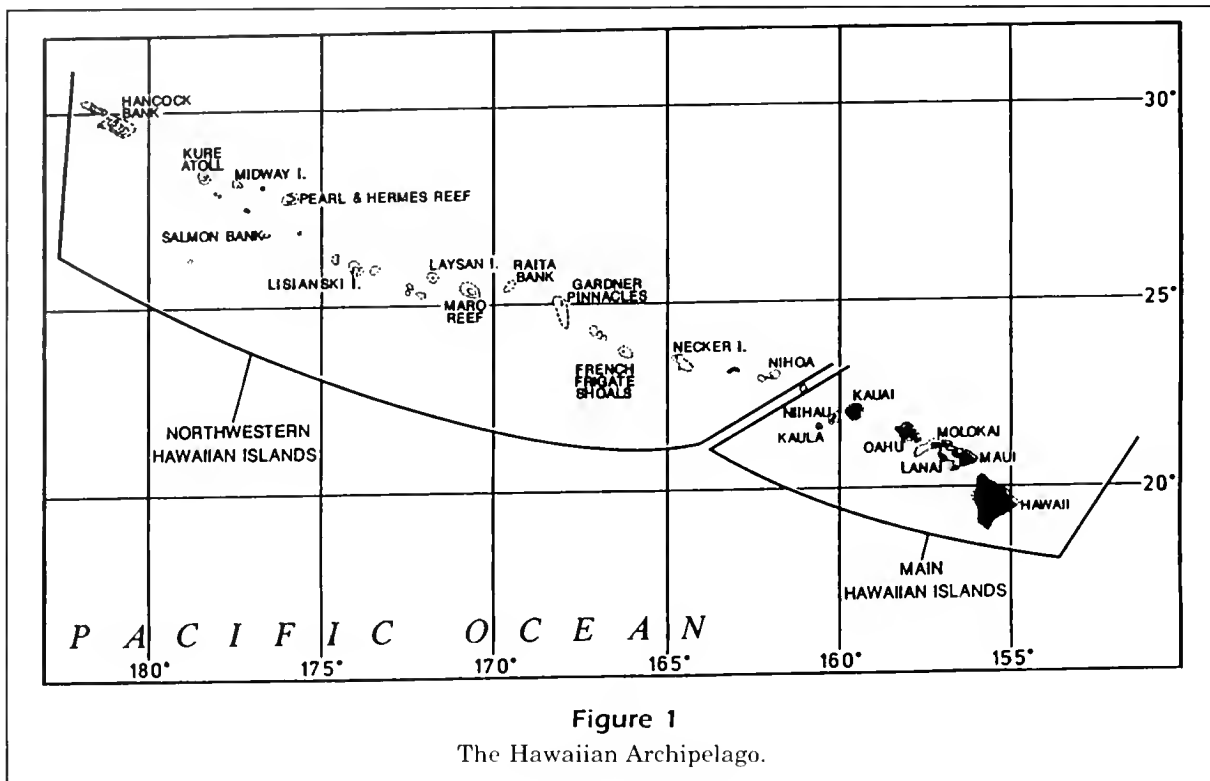 HANCOCK
BANK
30°
KURE
ATOLL
MIDWAY I.
PEARL & HERMES REEF
SALMON BANK
LISIANSKI I.
LAYSAN I.
RAITA
BANK
MARO
REEF
GARDNER
PINNACLES
25°
FRENCH
FRIGATE
SHOALS
NECKER I.
NIHOA
NIIHAU
KAULA
KAUAI
OAHU
MOLOKAI
LANAI
MAUI
HAWAII
20°
NORTHWESTERN
HAWAIIAN ISLANDS
MAIN
HAWAIIAN ISLANDS
PACIFIC OCEAN
180° 175° 170° 165° 160° 155°
Figure 1
The Hawaiian Archipelago.